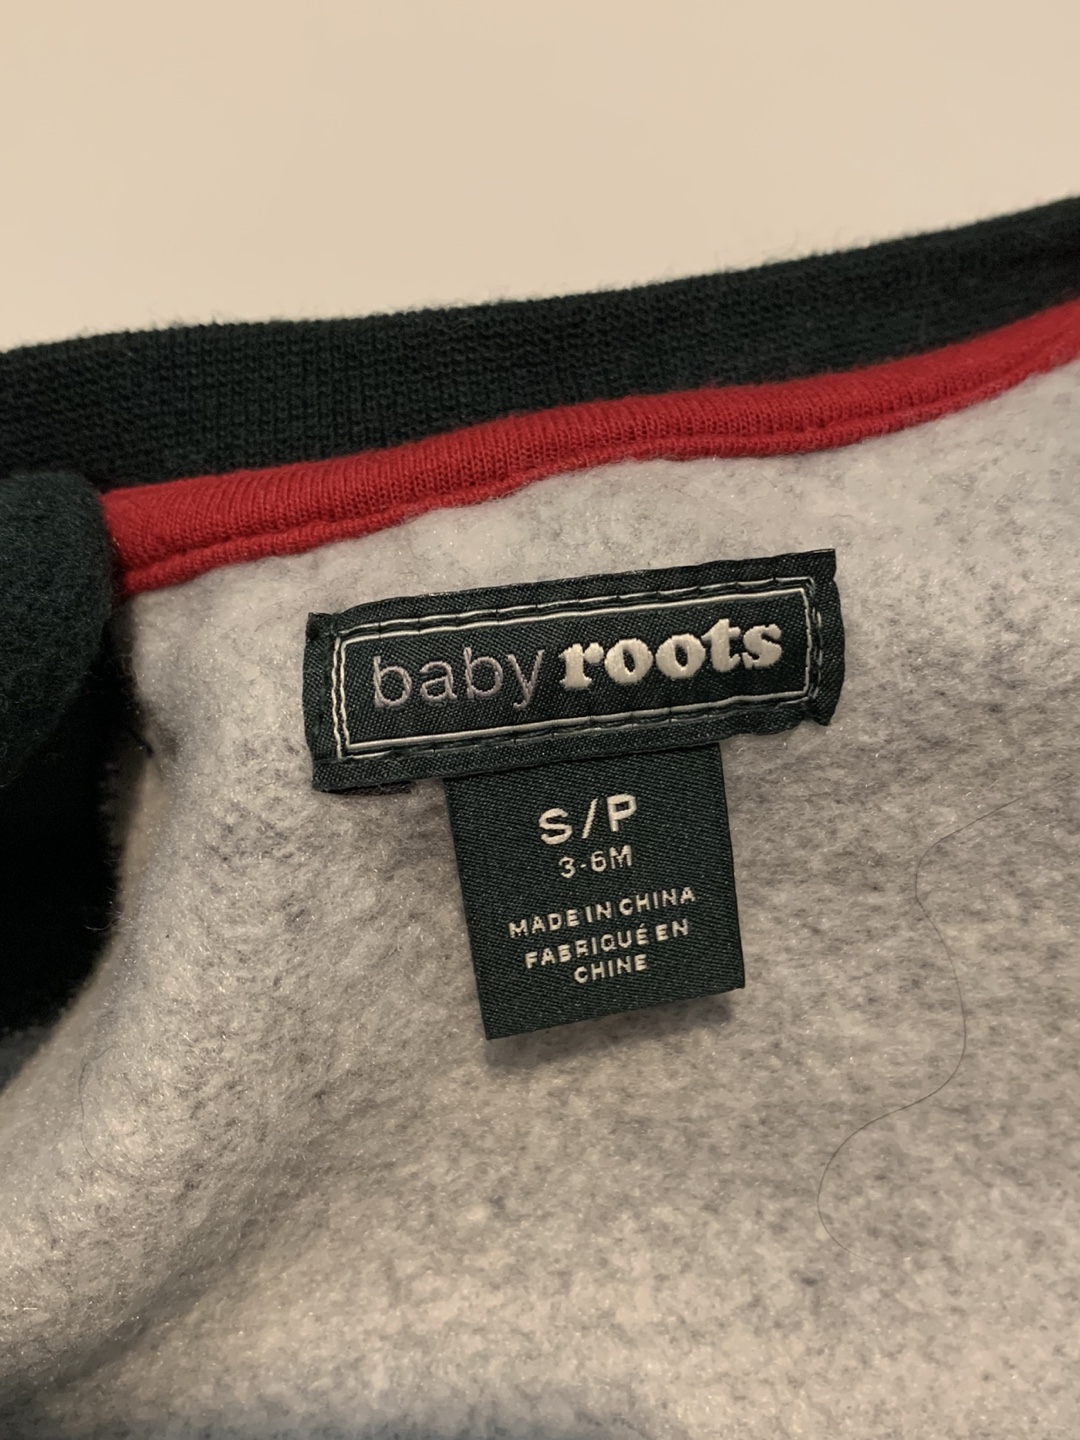 baby roots
S/P
3-6M
MADE IN CHINA
FABRIQUÉ EN
CHINE